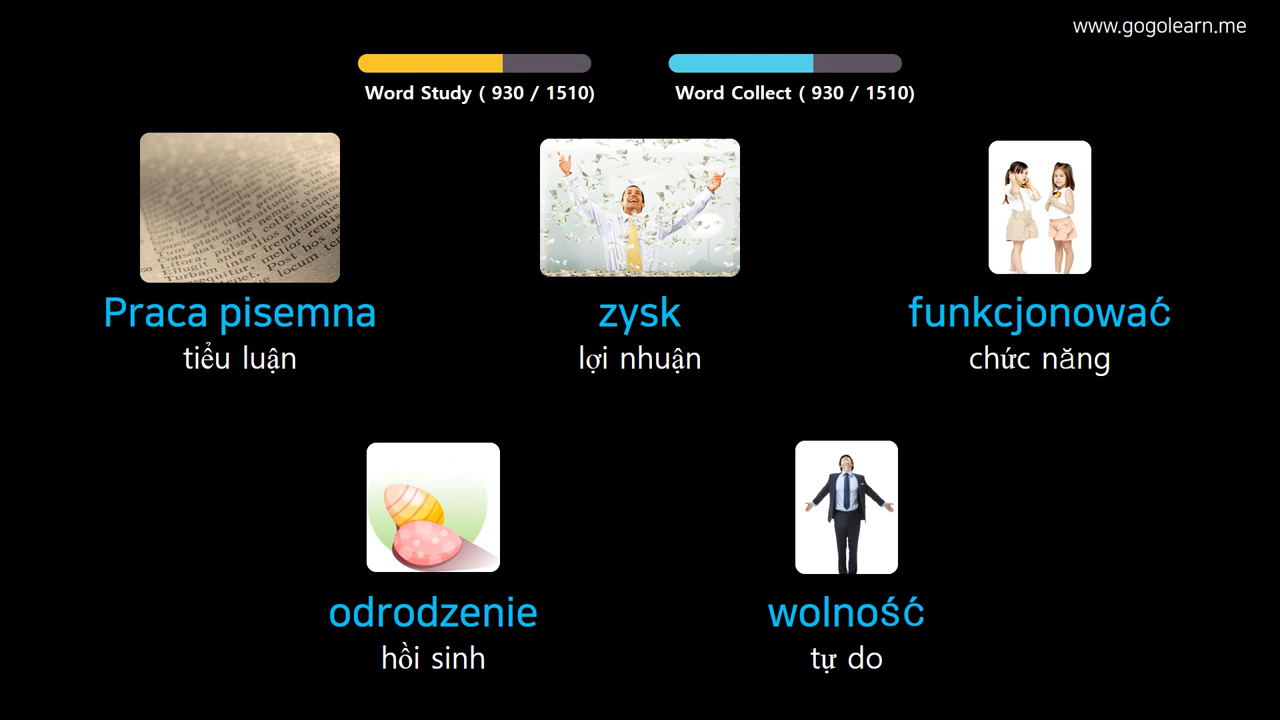 www.gogolearn.me
Word Study ( 930 / 1510)
Word Collect ( 930 / 1510)
Praca pisemna
tiểu luận
zysk
lợi nhuận
funkcjonować
chức năng
odrodzenie
hồi sinh
wolność
tự do